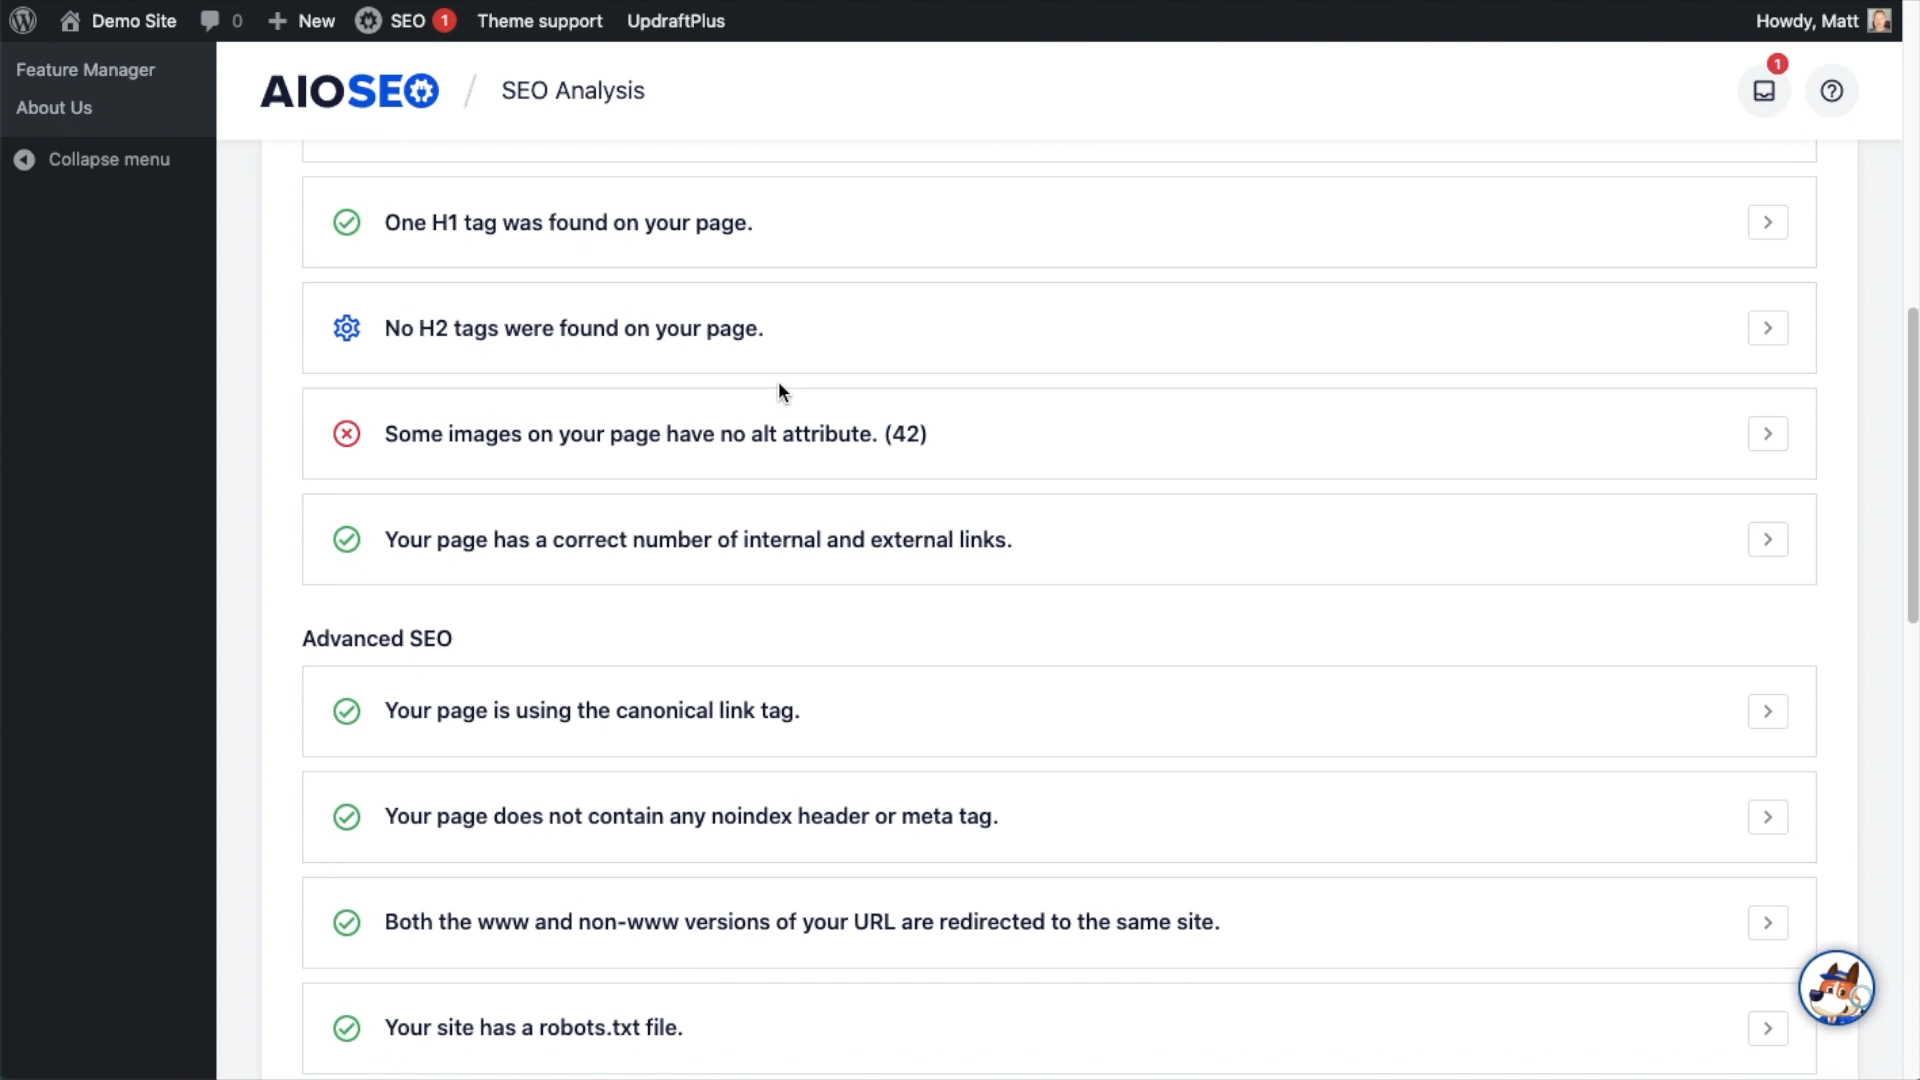 Demo Site
0
New
SEO
1
Theme support
UpdraftPlus
Howdy, Matt
Feature Manager
About Us
Collapse menu
AIOSEO
/
SEO Analysis
1
One H1 tag was found on your page.
No H2 tags were found on your page.
Some images on your page have no alt attribute. (42)
Your page has a correct number of internal and external links.
Advanced SEO
Your page is using the canonical link tag.
Your page does not contain any noindex header or meta tag.
Both the www and non-www versions of your URL are redirected to the same site.
Your site has a robots.txt file.